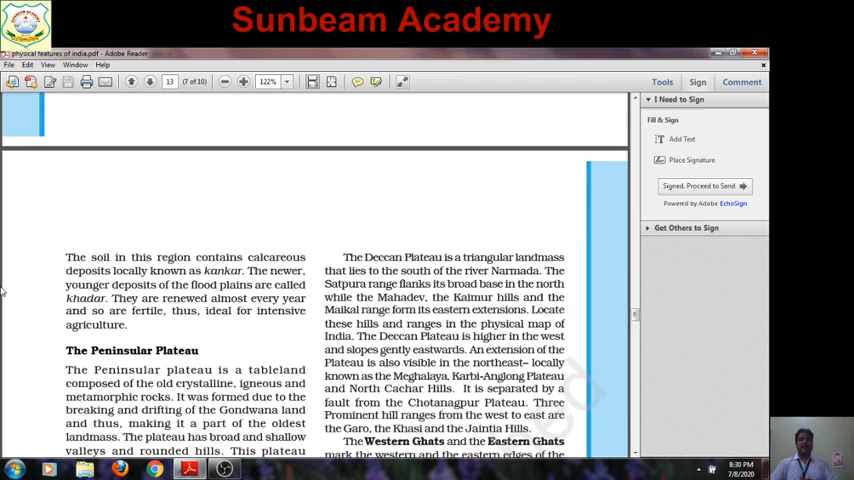 Sunbeam Academy
physical features of india.pdf - Adobe Reader
File Edit View Window Help
13 (7 of 10) 122% Tools Sign Comment
I Need to Sign
Fill & Sign
Add Text
Place Signature
Signed. Proceed to Send
Powered by Adobe EchoSign
Get Others to Sign
The soil in this region contains calcareous
deposits locally known as kankar. The newer,
younger deposits of the flood plains are called
khadar. They are renewed almost every year
and so are fertile, thus, ideal for intensive
agriculture.
The Peninsular Plateau
The Peninsular plateau is a tableland
composed of the old crystalline, igneous and
metamorphic rocks. It was formed due to the
breaking and drifting of the Gondwana land
and thus, making it a part of the oldest
landmass. The plateau has broad and shallow
valleys and rounded hills. This plateau
The Deccan Plateau is a triangular landmass
that lies to the south of the river Narmada. The
Satpura range flanks its broad base in the north
while the Mahadev, the Kaimur hills and the
Maikal range form its eastern extensions. Locate
these hills and ranges in the physical map of
India. The Deccan Plateau is higher in the west
and slopes gently eastwards. An extension of the
Plateau is also visible in the northeast– locally
known as the Meghalaya, Karbi-Anglong Plateau
and North Cachar Hills. It is separated by a
fault from the Chotanagpur Plateau. Three
Prominent hill ranges from the west to east are
the Garo, the Khasi and the Jaintia Hills.
The Western Ghats and the Eastern Ghats
mark the western and the eastern edges of the
8:30 PM
7/8/2020